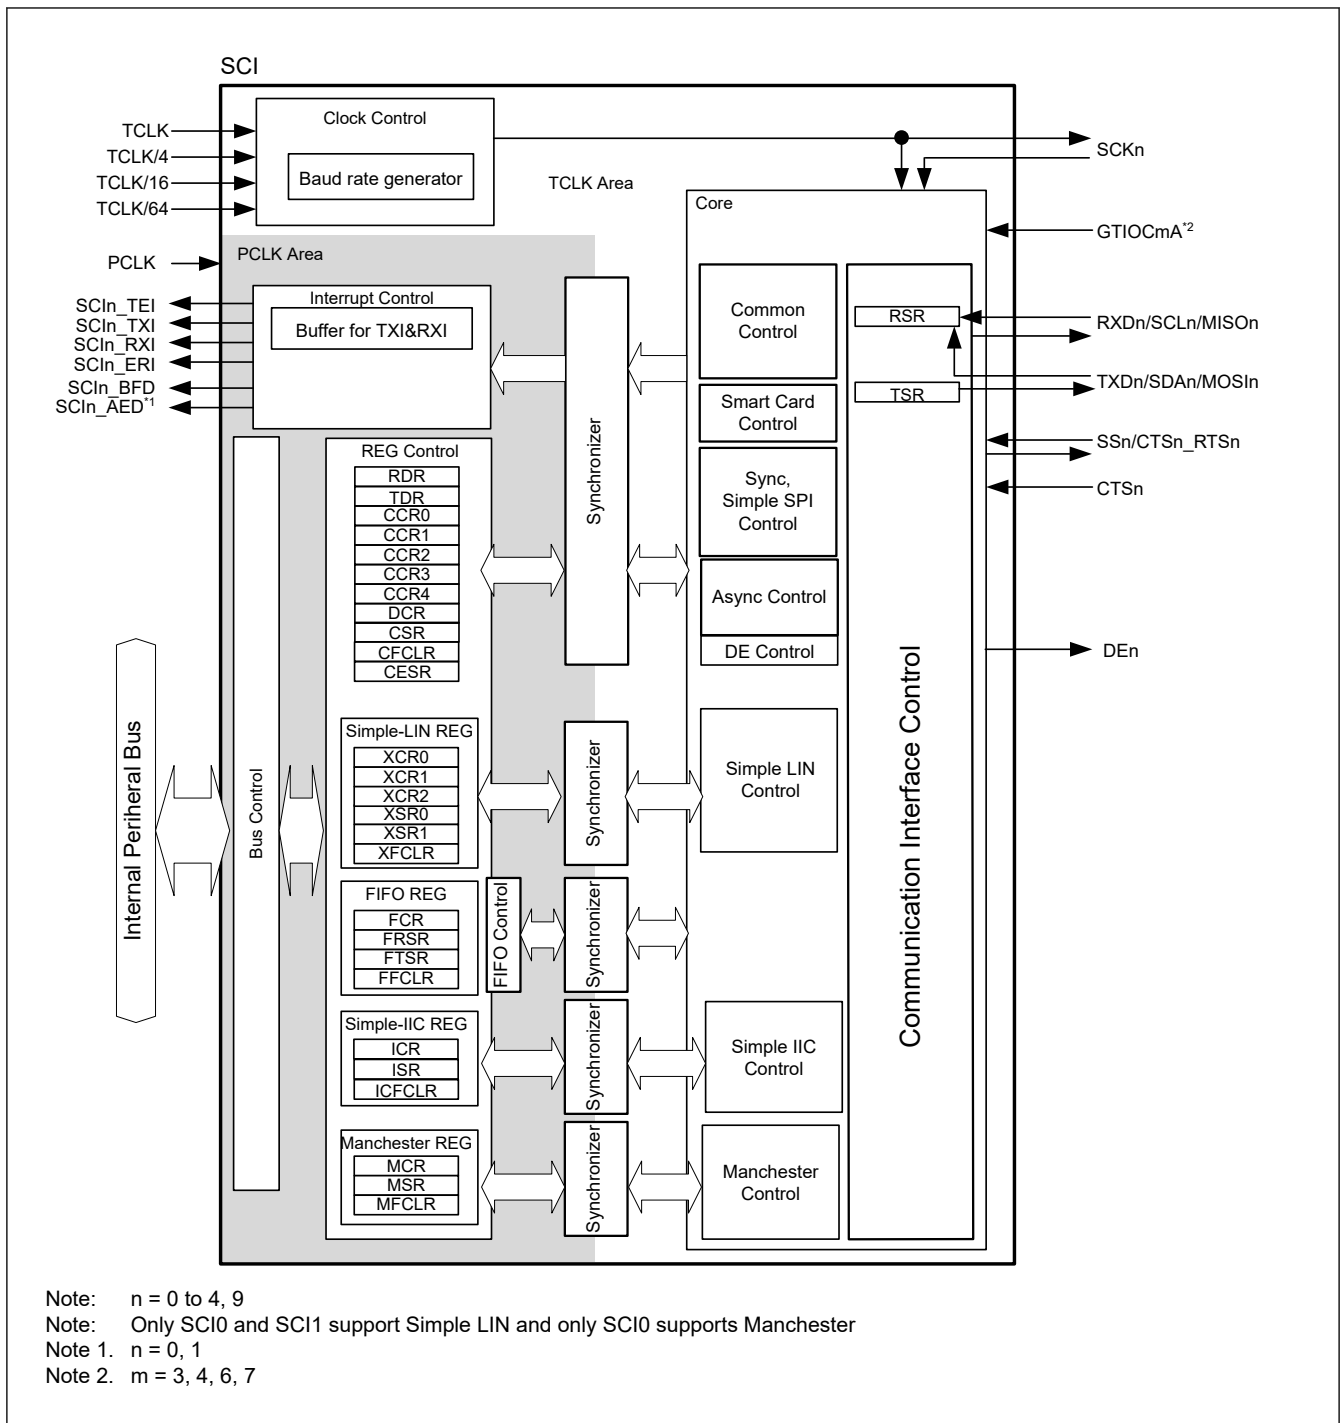 SCI
Clock Control
Baud rate generator
TCLK
TCLK/4
TCLK/16
TCLK/64
TCLK Area
SCKn
Core
GTIOCmA*2
PCLK
PCLK Area
Interrupt Control
Buffer for TXI&RXI
SCIn_TEI
SCIn_TXI
SCIn_RXI
SCIn_ERI
SCIn_BFD
SCIn_AED*1
Synchronizer
Common
Control
RSR
TSR
RXDn/SCLn/MISOn
TXDn/SDAn/MOSIn
Smart Card
Control
SSn/CTSn_RTSn
CTSn
REG Control
RDR
TDR
CCR0
CCR1
CCR2
CCR3
CCR4
DCR
CSR
CFCLR
CESR
Sync,
Simple SPI
Control
Async Control
DE Control
DEn
Communication Interface Control
Internal Periheral Bus
Bus Control
Simple-LIN REG
XCR0
XCR1
XCR2
XSR0
XSR1
XFCLR
Synchronizer
Simple LIN
Control
FIFO REG
FCR
FRSR
FTSR
FFCLR
FIFO Control
Synchronizer
Simple-IIC REG
ICR
ISR
ICFCLR
Synchronizer
Simple IIC
Control
Manchester REG
MCR
MSR
MFCLR
Synchronizer
Manchester
Control
Note: n = 0 to 4, 9
Note: Only SCI0 and SCI1 support Simple LIN and only SCI0 supports Manchester
Note 1. n = 0, 1
Note 2. m = 3, 4, 6, 7